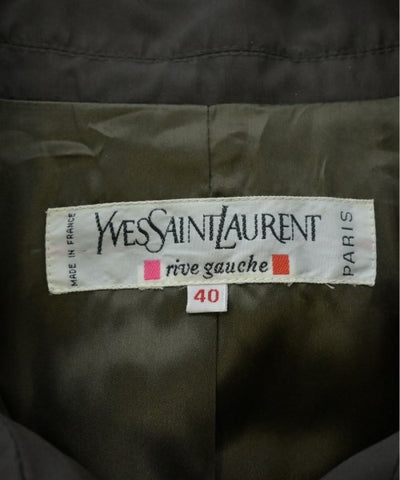 MADE IN FRANCE
YVES SAINT LAURENT
rive gauche
PARIS
40